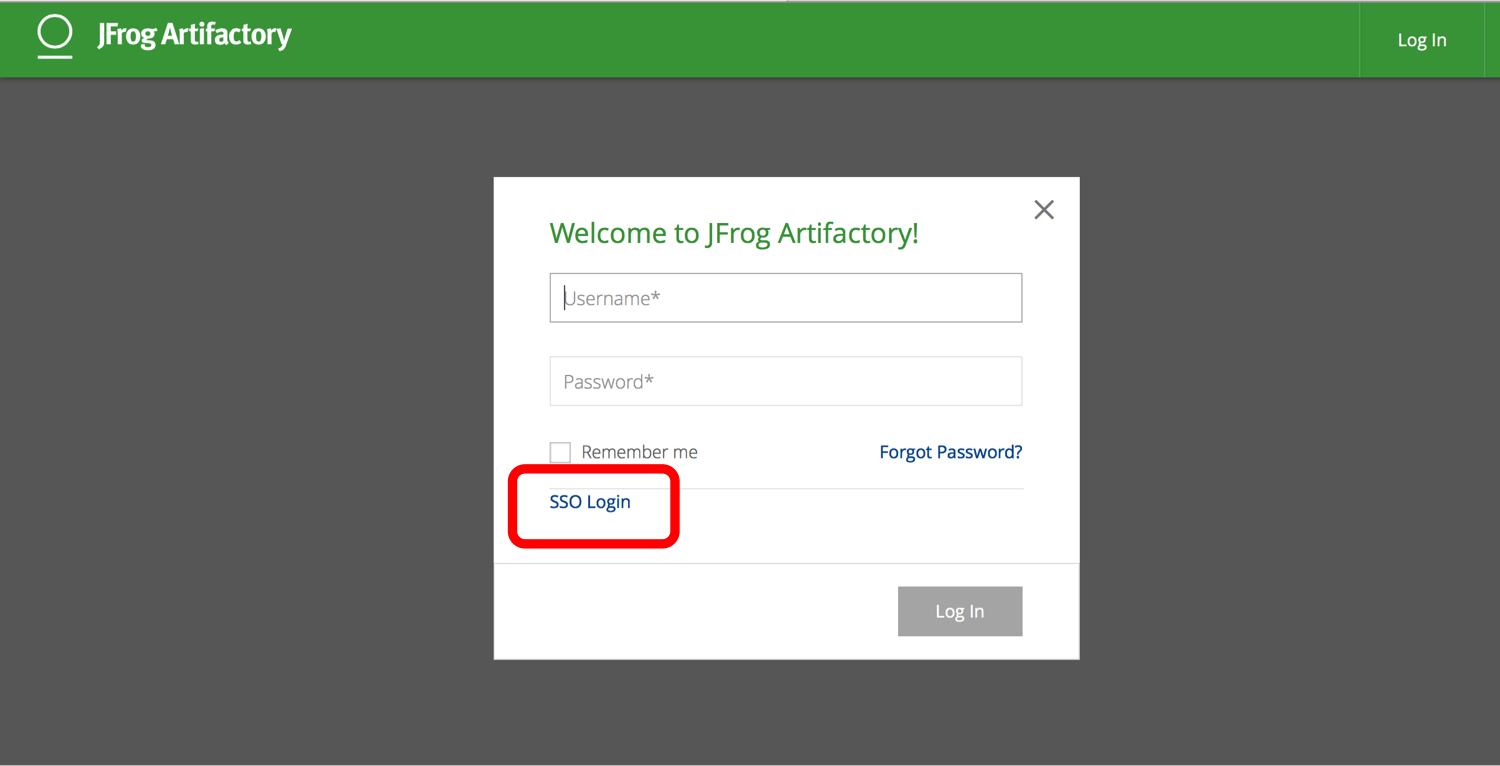 JFrog Artifactory
Log In
Welcome to JFrog Artifactory!
Username*
Password*
Remember me
Forgot Password?
SSO Login
Log In